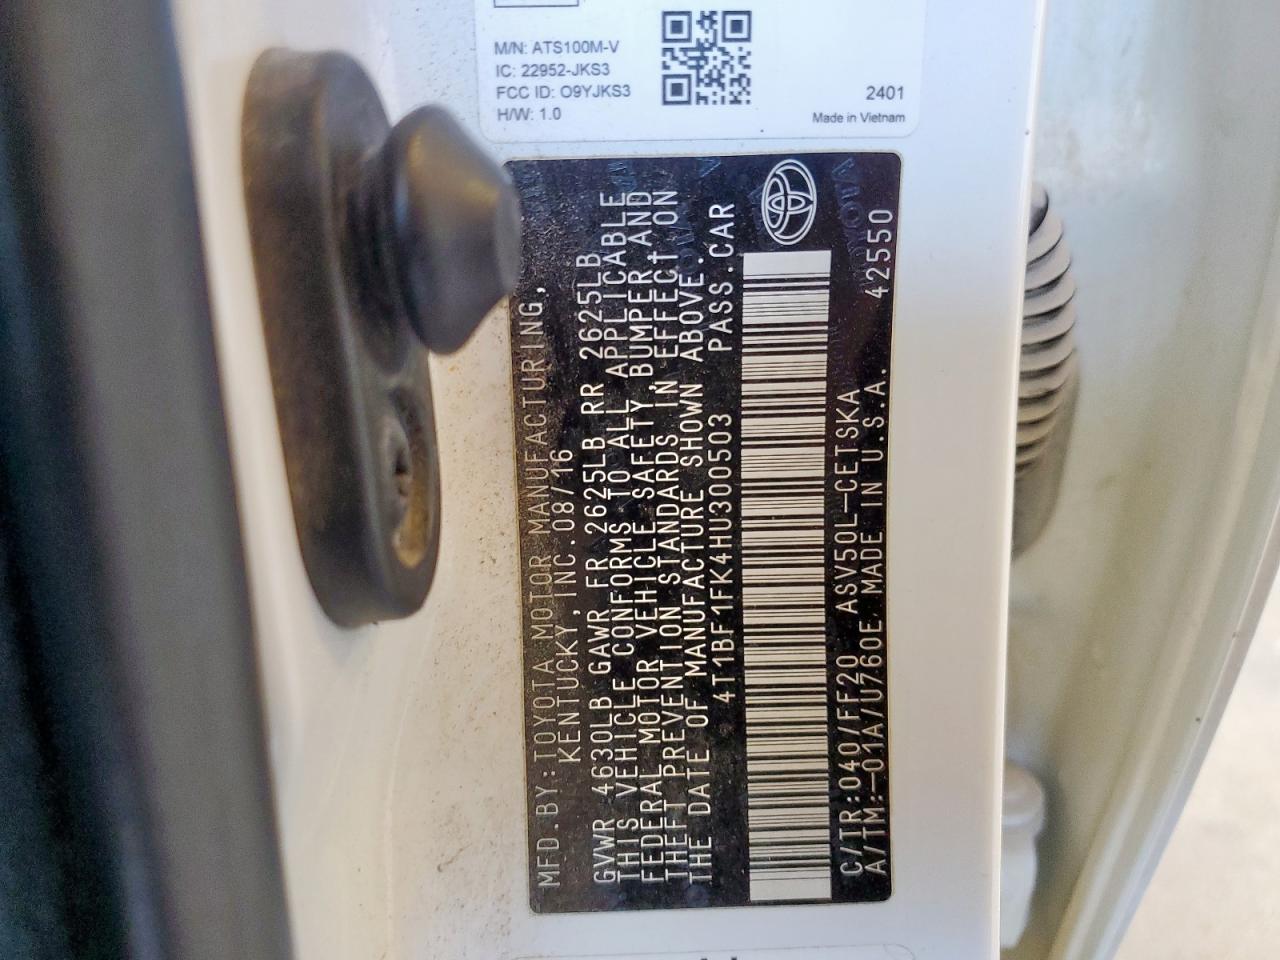 M/N: ATS100M-V
IC: 22952-JKS3
FCC ID: O9YJKS3
H/W: 1.0
2401
Made in Vietnam
MFD. BY: TOYOTA MOTOR MANUFACTURING,
KENTUCKY, INC. 08/16
GVWR 4630LB GAWR FR 2625LB RR 2625LB
THIS VEHICLE CONFORMS TO ALL APPLICABLE
FEDERAL MOTOR VEHICLE SAFETY, BUMPER, AND
THEFT PREVENTION STANDARDS IN EFFECT ON
THE DATE OF MANUFACTURE SHOWN ABOVE.
4T1BF1FK4HU300503 PASS. CAR
C/TR: 040/FF20 ASV50L-CETSKA
A/TM: -01A/U760E MADE IN U.S.A. 42550